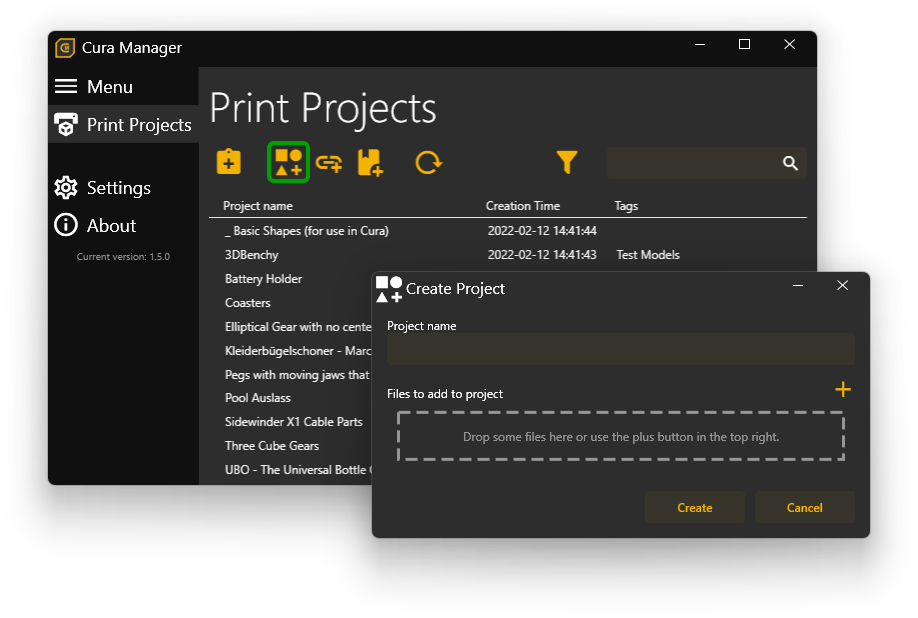 Cura Manager
Menu
Print Projects
Settings
About
Current version: 1.5.0
Print Projects
Project name Creation Time Tags
_ Basic Shapes (for use in Cura) 2022-02-12 14:41:44
3DBenchy 2022-02-12 14:41:43 Test Models
Battery Holder
Coasters
Elliptical Gear with no cente
Kleiderbügelschoner - Marc
Pegs with moving jaws that
Pool Auslass
Sidewinder X1 Cable Parts
Three Cube Gears
UBO - The Universal Bottle
Create Project
Project name
Files to add to project
Drop some files here or use the plus button in the top right.
Create Cancel